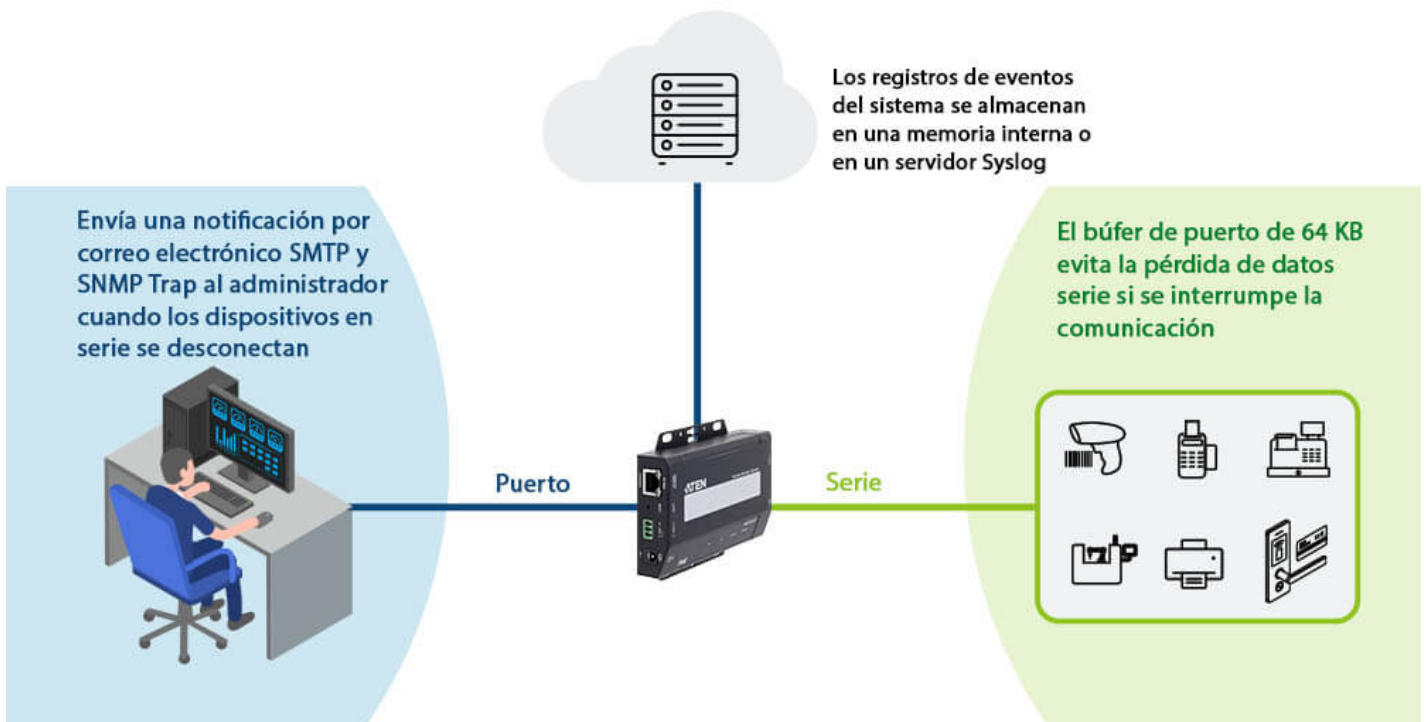 Los registros de eventos
del sistema se almacenan
en una memoria interna o
en un servidor Syslog
Envía una notificación por
correo electrónico SMTP y
SNMP Trap al administrador
cuando los dispositivos en
serie se desconectan
El búfer de puerto de 64 KB
evita la pérdida de datos
serie si se interrumpe la
comunicación
Puerto
ATEN
Serie